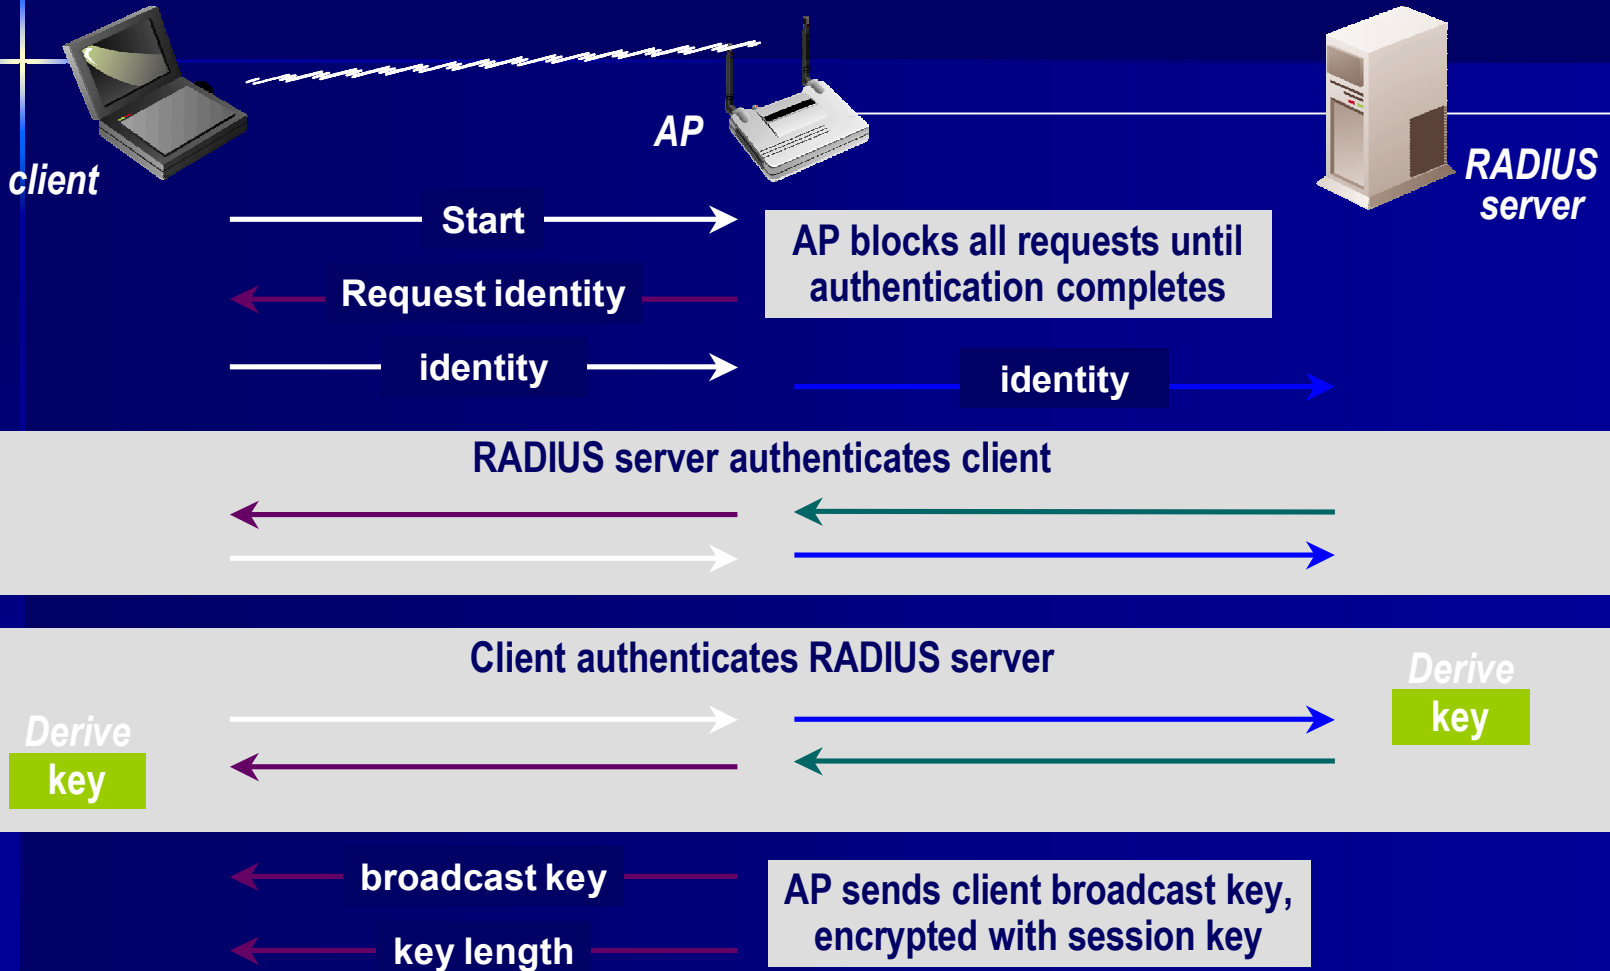 client
AP
RADIUS
server
Start
AP blocks all requests until
authentication completes
Request identity
identity
identity
RADIUS server authenticates client
Client authenticates RADIUS server
Derive
key
Derive
key
broadcast key
AP sends client broadcast key,
encrypted with session key
key length